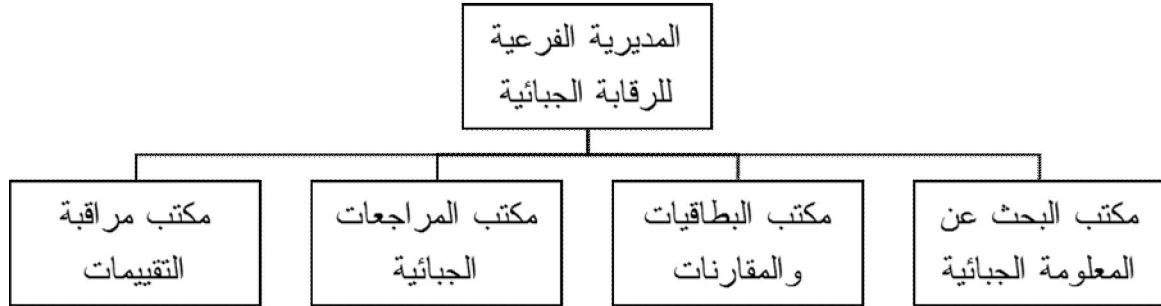 المديرية الفرعية
للرقابة الجبائية
مكتب البحث عن
المعلومة الجبائية
مكتب البطاقيات
والمقارنات
مكتب المراجعات
الجبائية
مكتب مراقبة
التقييمات